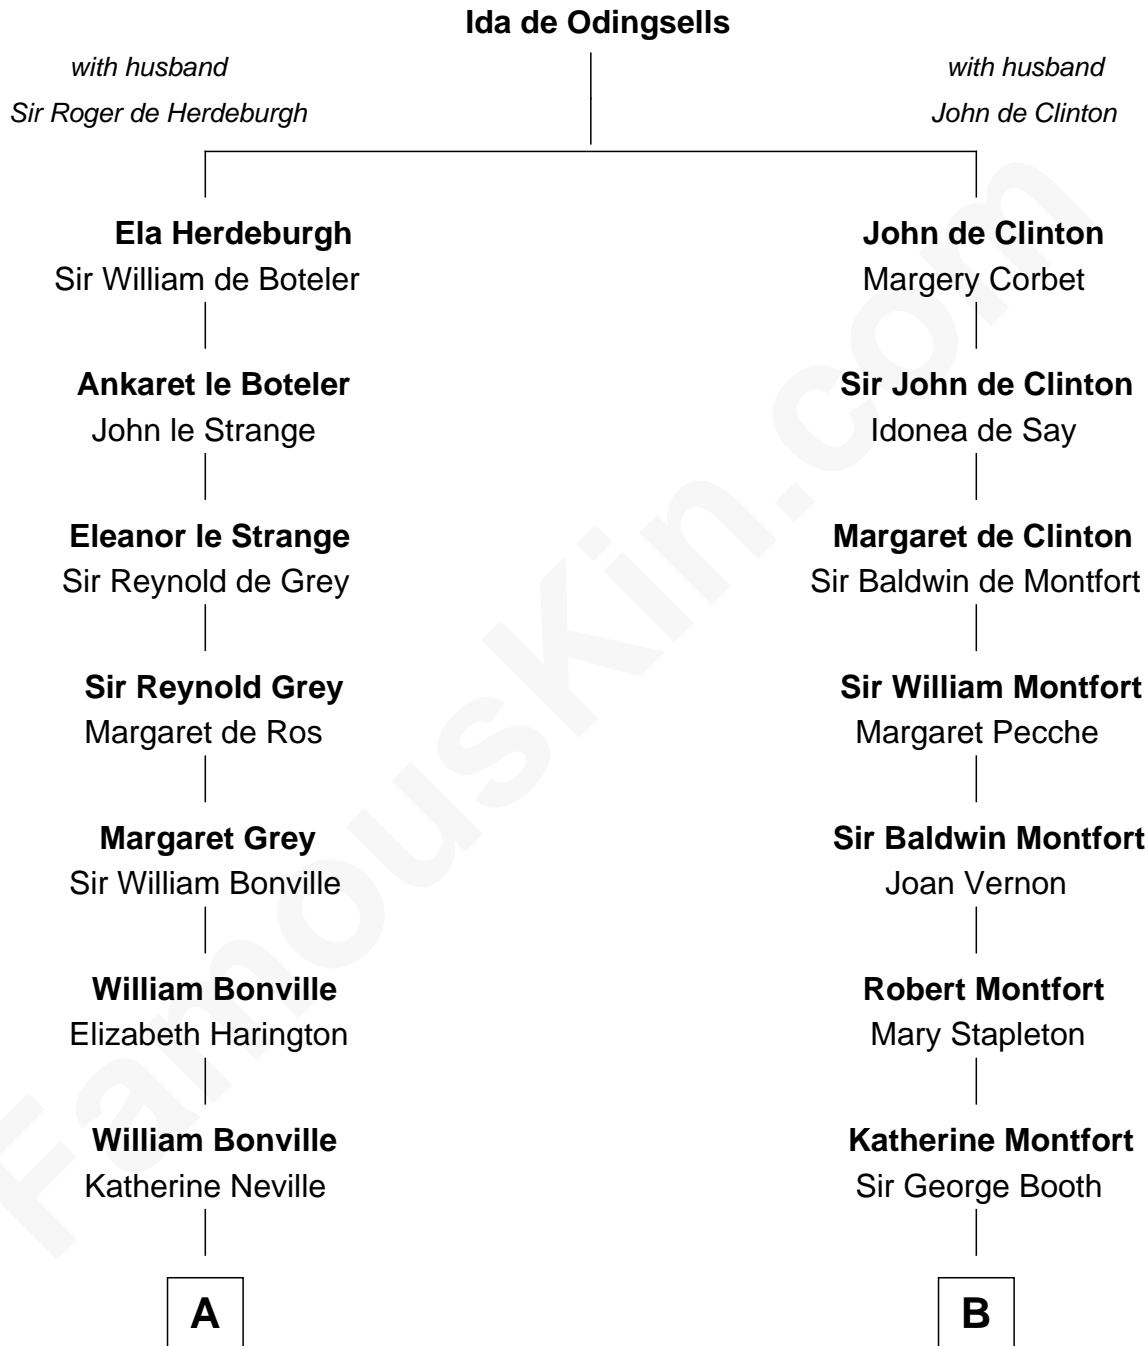 Ida de Odingsells
with husband
Sir Roger de Herdeburgh
with husband
John de Clinton
Ela Herdeburgh
Sir William de Boteler
John de Clinton
Margery Corbet
Ankaret le Boteler
John le Strange
Sir John de Clinton
Idonea de Say
Eleanor le Strange
Sir Reynold de Grey
Margaret de Clinton
Sir Baldwin de Montfort
Sir Reynold Grey
Margaret de Ros
Sir William Montfort
Margaret Pecche
Margaret Grey
Sir William Bonville
Sir Baldwin Montfort
Joan Vernon
William Bonville
Elizabeth Harington
Robert Montfort
Mary Stapleton
William Bonville
Katherine Neville
Katherine Montfort
Sir George Booth
A
B
FamousKin.com